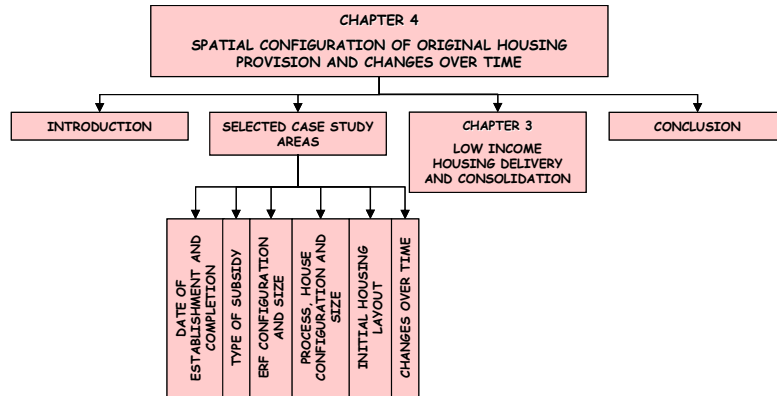 CHAPTER 4
SPATIAL CONFIGURATION OF ORIGINAL HOUSING
PROVISION AND CHANGES OVER TIME
INTRODUCTION
SELECTED CASE STUDY
AREAS
CHAPTER 3
LOW INCOME
HOUSING DELIVERY
AND CONSOLIDATION
CONCLUSION
DATE OF
ESTABLISHMENT AND
COMPLETION
TYPE OF SUBSIDY
ERF CONFIGURATION
AND SIZE
PROCESS, HOUSE
CONFIGURATION AND
SIZE
INITIAL HOUSING
LAYOUT
CHANGES OVER TIME